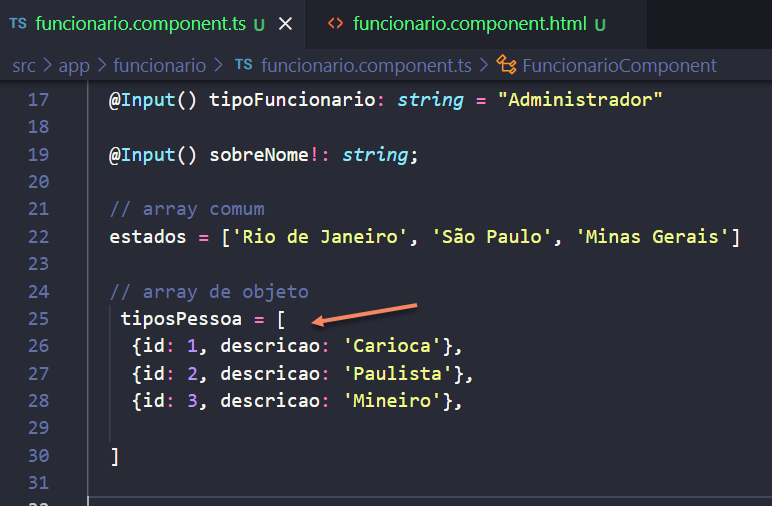 TS funcionario.component.ts U × <> funcionario.component.html U
src > app > funcionario > TS funcionario.component.ts > FuncionarioComponent
17 @Input() tipoFuncionario: string = "Administrador"
18
19 @Input() sobreNome!: string;
20
21 // array comum
22 estados = ['Rio de Janeiro', 'São Paulo', 'Minas Gerais']
23
24 // array de objeto
25 tiposPessoa = [
26 {id: 1, descricao: 'Carioca'},
27 {id: 2, descricao: 'Paulista'},
28 {id: 3, descricao: 'Mineiro'},
29
30 ]
31